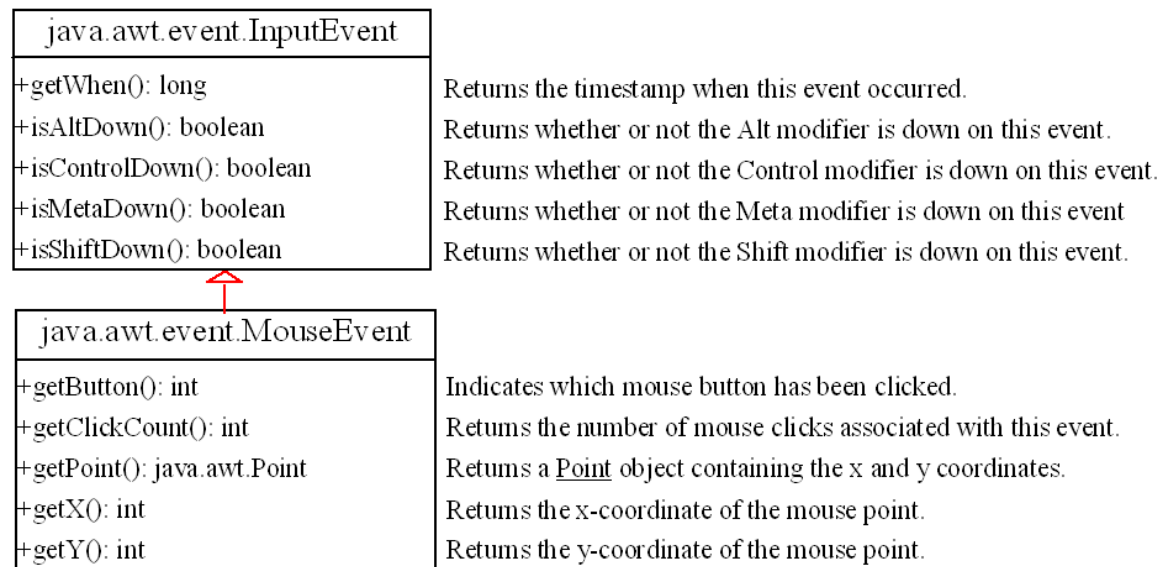 java.awt.event.InputEvent
+getWhen(): long Returns the timestamp when this event occurred.
+isAltDown(): boolean Returns whether or not the Alt modifier is down on this event.
+isControlDown(): boolean Returns whether or not the Control modifier is down on this event.
+isMetaDown(): boolean Returns whether or not the Meta modifier is down on this event
+isShiftDown(): boolean Returns whether or not the Shift modifier is down on this event.
java.awt.event.MouseEvent
+getButton(): int Indicates which mouse button has been clicked.
+getClickCount(): int Returns the number of mouse clicks associated with this event.
+getPoint(): java.awt.Point Returns a Point object containing the x and y coordinates.
+getX(): int Returns the x-coordinate of the mouse point.
+getY(): int Returns the y-coordinate of the mouse point.